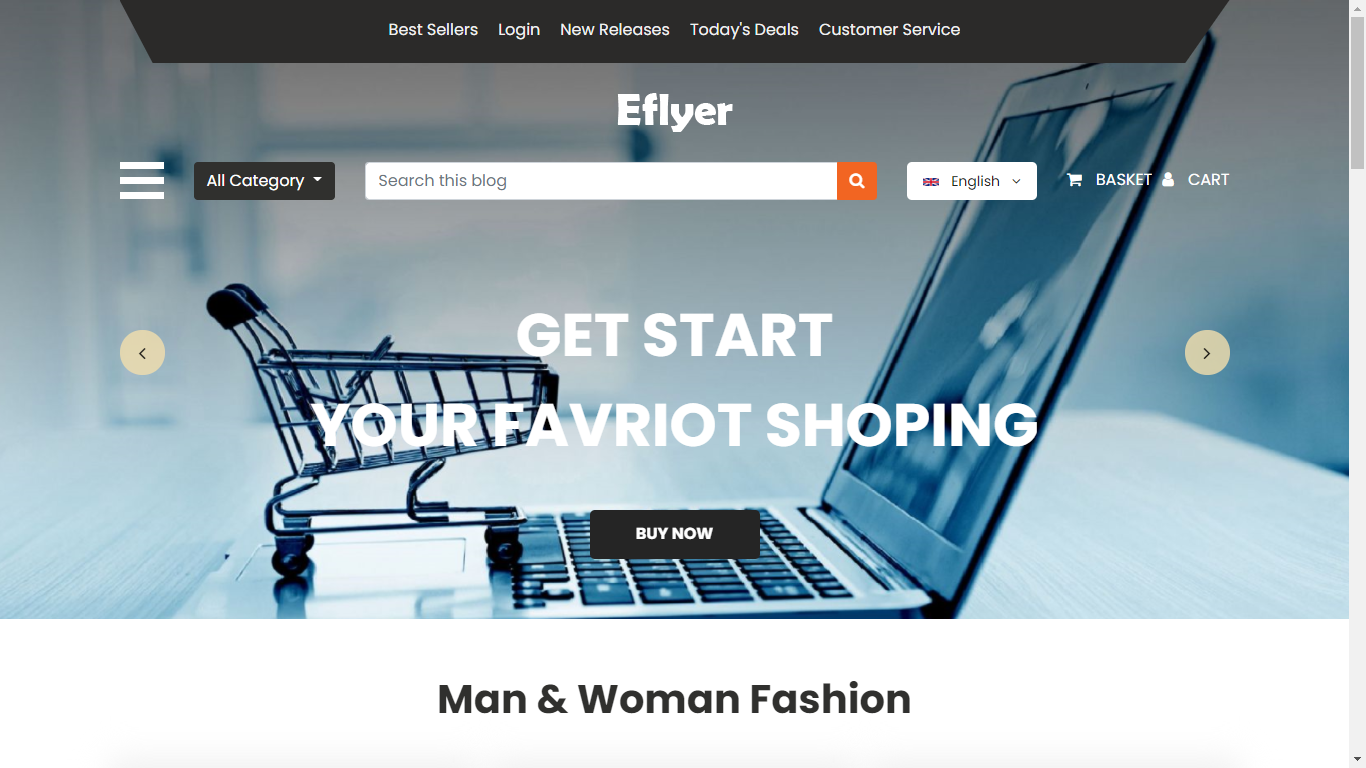 Best Sellers Login New Releases Today's Deals Customer Service
Eflyer
All Category Search this blog English BASKET CART
GET START
YOUR FAVRIOT SHOPING
BUY NOW
Man & Woman Fashion